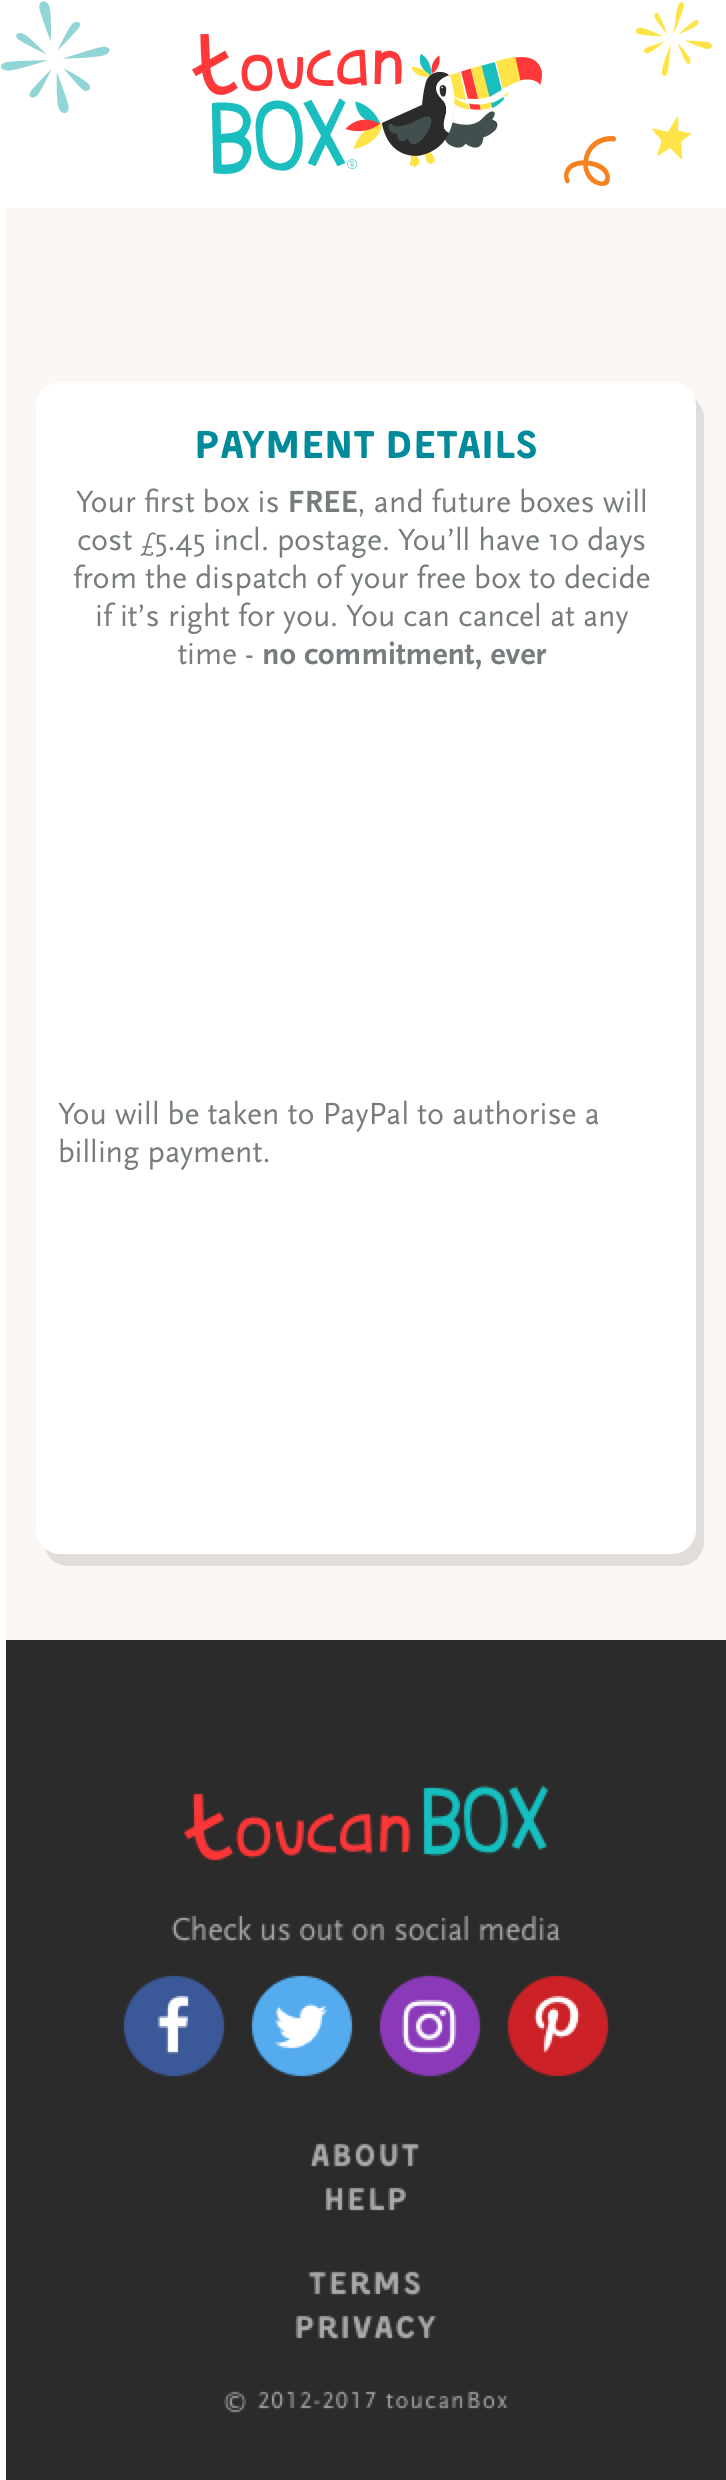 toucan
BOX®
PAYMENT DETAILS
Your first box is FREE, and future boxes will
cost £5.45 incl. postage. You’ll have 10 days
from the dispatch of your free box to decide
if it’s right for you. You can cancel at any
time - no commitment, ever
You will be taken to PayPal to authorise a
billing payment.
toucanBOX
Check us out on social media
ABOUT
HELP
TERMS
PRIVACY
© 2012-2017 toucanBox